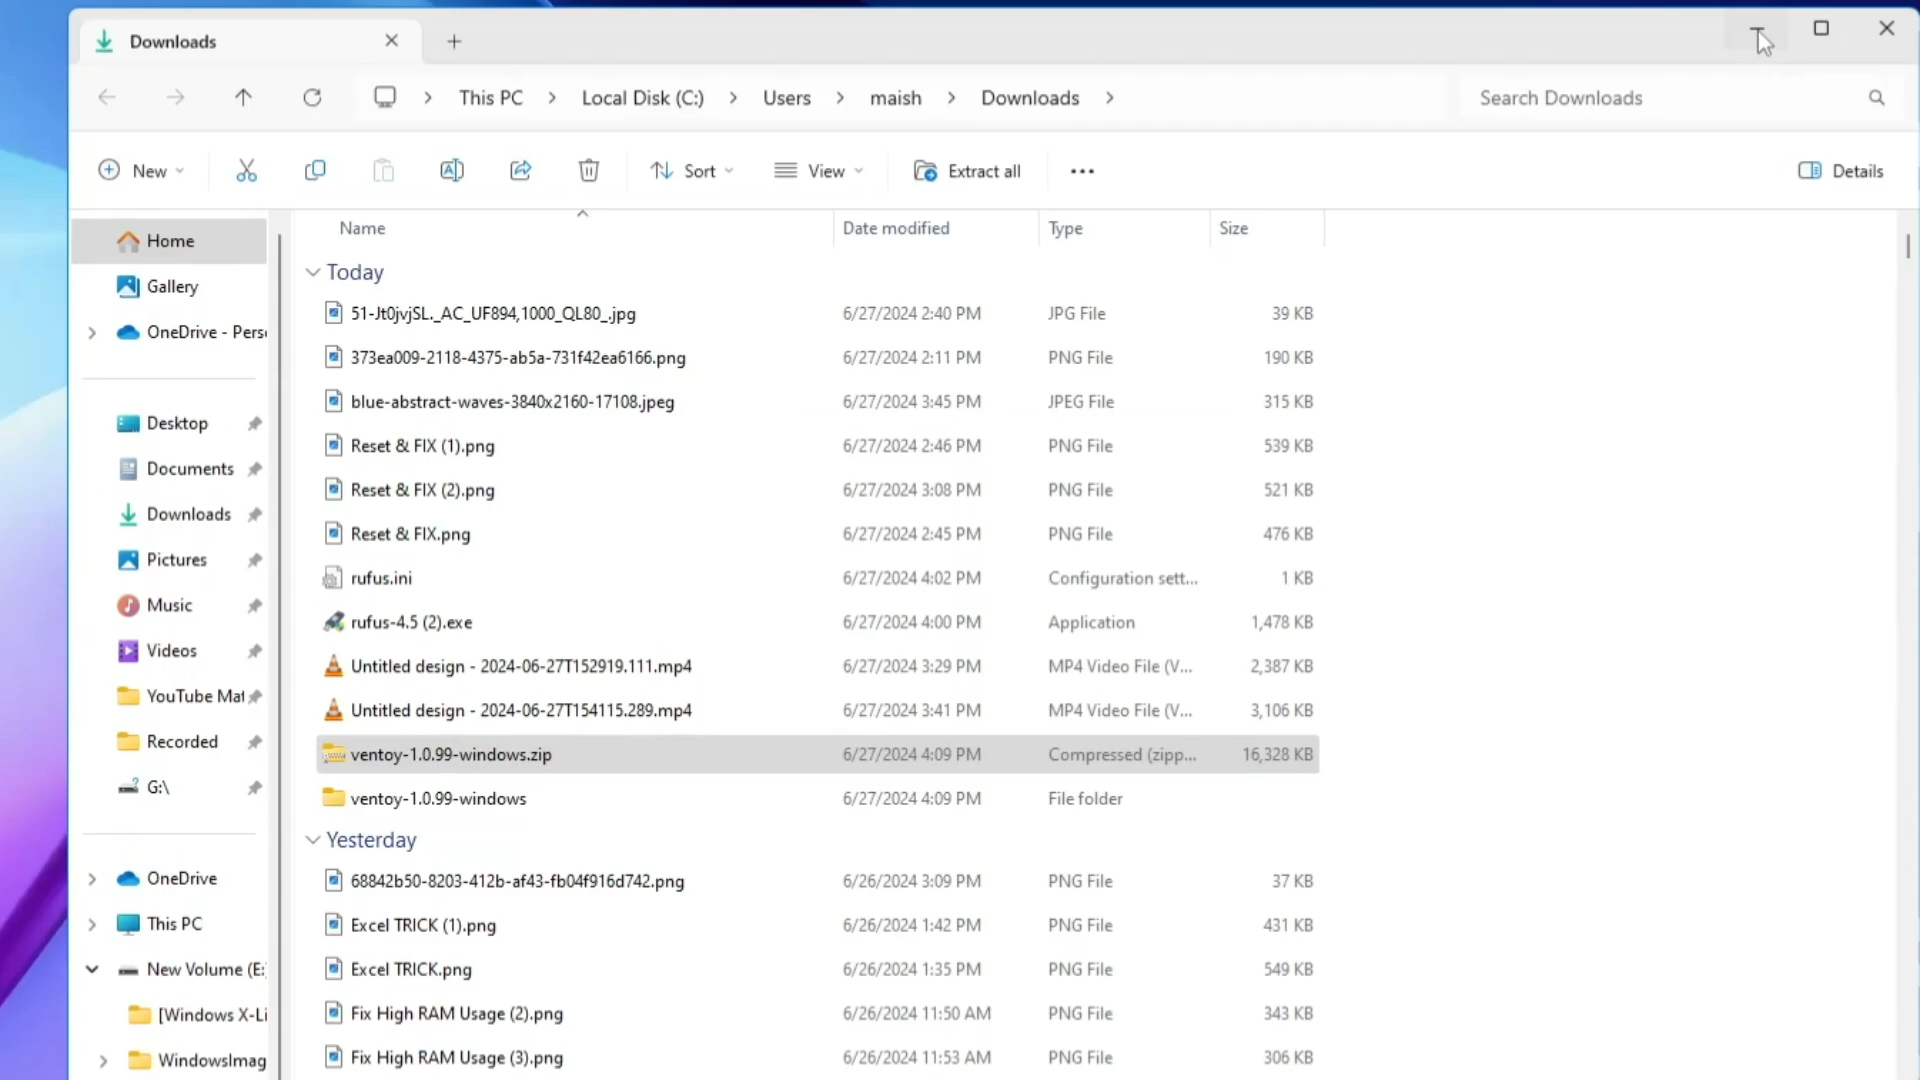 Downloads
This PC
Local Disk (C:)
Users
maish
Downloads
Search Downloads
New
Sort
View
Extract all
Details
Home
Gallery
OneDrive - Perso
Desktop
Documents
Downloads
Pictures
Music
Videos
YouTube Mat
Recorded
G:\
OneDrive
This PC
New Volume (E:
[Windows X-Li
WindowsImag
Name Date modified Type Size
Today
51-Jt0jvjSL._AC_UF894,1000_QL80_.jpg 6/27/2024 2:40 PM JPG File 39 KB
373ea009-2118-4375-ab5a-731f42ea6166.png 6/27/2024 2:11 PM PNG File 190 KB
blue-abstract-waves-3840x2160-17108.jpeg 6/27/2024 3:45 PM JPEG File 315 KB
Reset & FIX (1).png 6/27/2024 2:46 PM PNG File 539 KB
Reset & FIX (2).png 6/27/2024 3:08 PM PNG File 521 KB
Reset & FIX.png 6/27/2024 2:45 PM PNG File 476 KB
rufus.ini 6/27/2024 4:02 PM Configuration sett... 1 KB
rufus-4.5 (2).exe 6/27/2024 4:00 PM Application 1,478 KB
Untitled design - 2024-06-27T152919.111.mp4 6/27/2024 3:29 PM MP4 Video File (V... 2,387 KB
Untitled design - 2024-06-27T154115.289.mp4 6/27/2024 3:41 PM MP4 Video File (V... 3,106 KB
ventoy-1.0.99-windows.zip 6/27/2024 4:09 PM Compressed (zipp... 16,328 KB
ventoy-1.0.99-windows 6/27/2024 4:09 PM File folder
Yesterday
68842b50-8203-412b-af43-fb04f916d742.png 6/26/2024 3:09 PM PNG File 37 KB
Excel TRICK (1).png 6/26/2024 1:42 PM PNG File 431 KB
Excel TRICK.png 6/26/2024 1:35 PM PNG File 549 KB
Fix High RAM Usage (2).png 6/26/2024 11:50 AM PNG File 343 KB
Fix High RAM Usage (3).png 6/26/2024 11:53 AM PNG File 306 KB